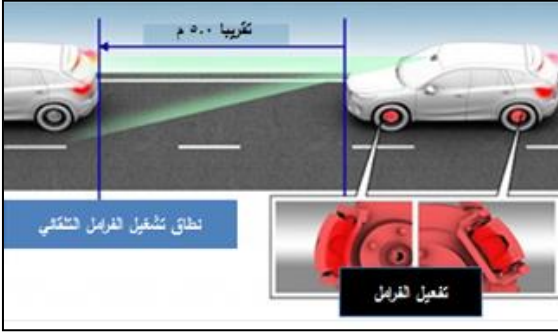 تقريبا ٥.٠ م
نطاق تشغيل الفرامل التلقائي
تفعيل الفرامل